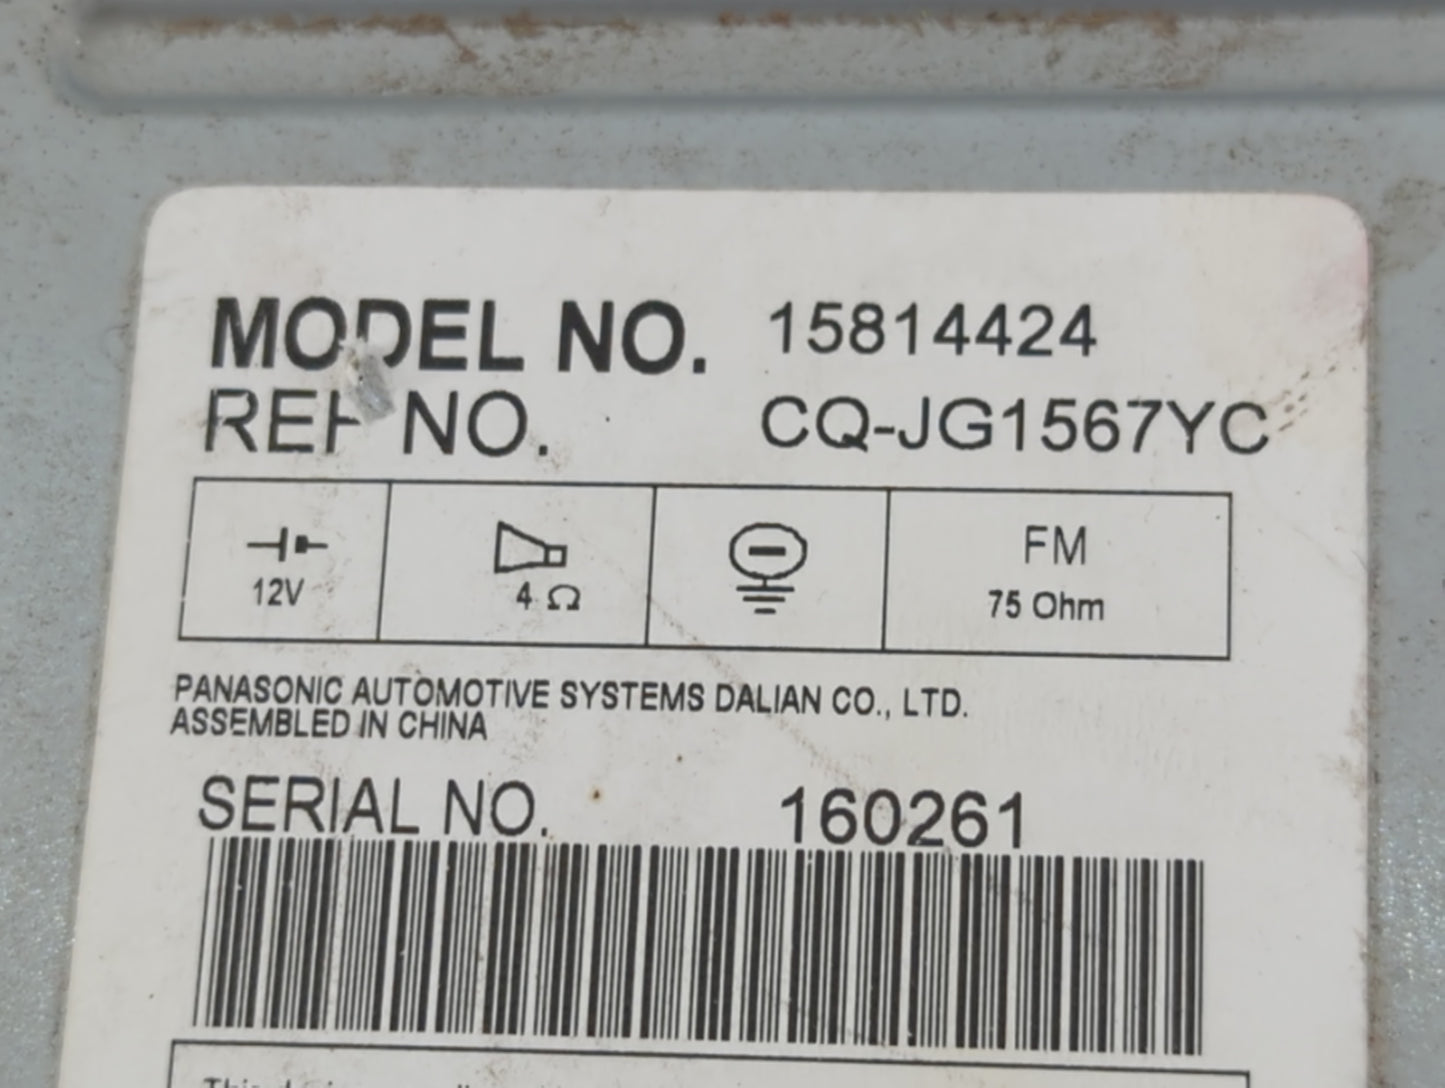 MODEL NO. 15814424
REF NO. CQ-JG1567YC
12V
4 Ω
FM
75 Ohm
PANASONIC AUTOMOTIVE SYSTEMS DALIAN CO., LTD.
ASSEMBLED IN CHINA
SERIAL NO. 160261